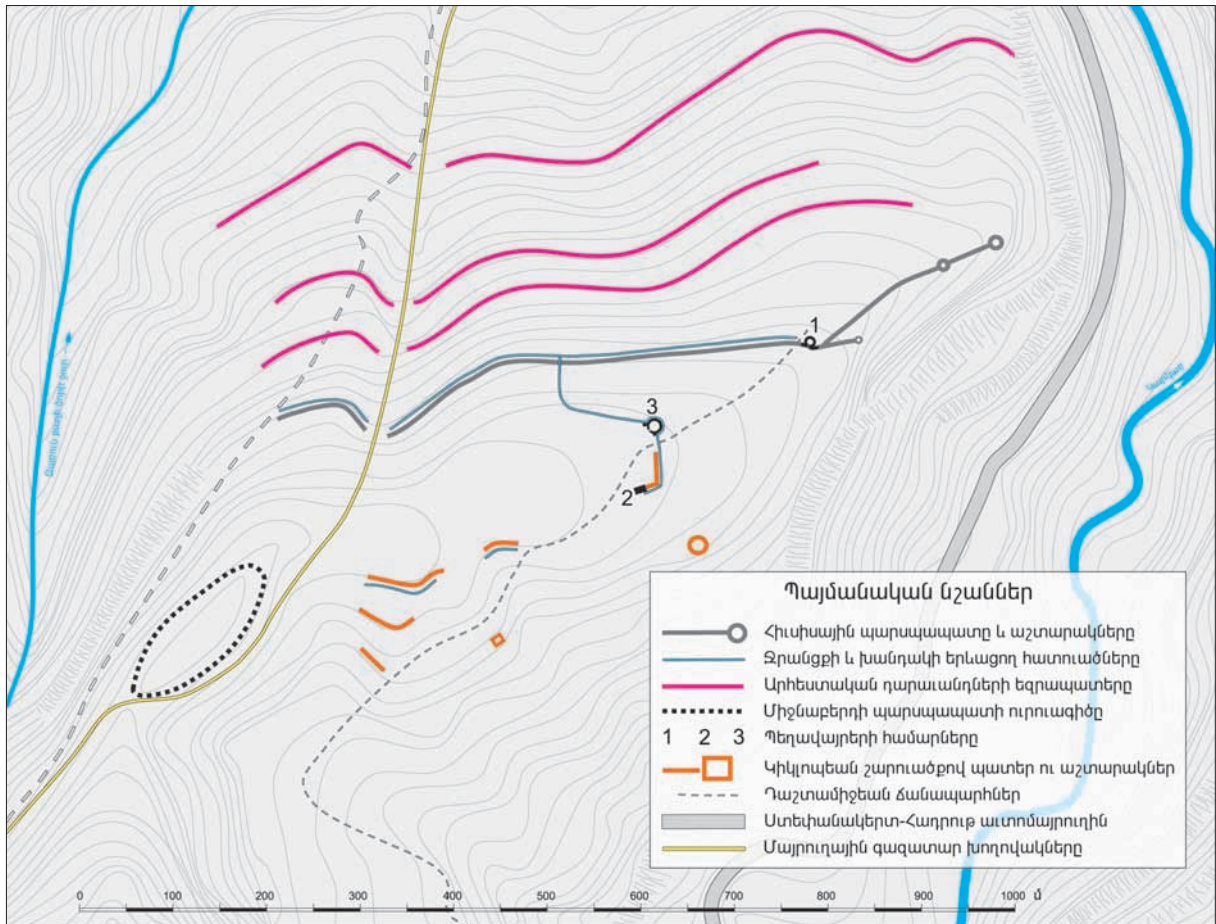 1
3
2
Կարկառ
Պայմանական նշաններ
Հիւսիսային պարսպապատը և աշտարակները
Ջրանցքի և խանդակի երևացող հատուածները
Արհեստական դարաւանդների եզրապատերը
Միջնաբերդի պարսպապատի ուրուագիծը
1 2 3 Պեղավայրերի համարները
Կիկլոպեան շարուածքով պատեր ու աշտարակներ
Դաշտամիջեան ճանապարհներ
Ստեփանակերտ-Հադրութ աւտոմայրուղին
Մայրուղային գազատար խողովակները
0 100 200 300 400 500 600 700 800 900 1000 մ